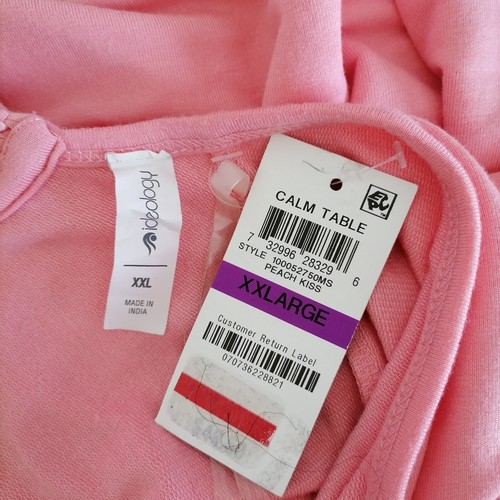 ideology
XXL
MADE IN
INDIA
CALM TABLE
7 32996 28329 6
STYLE 100052750MS
PEACH KISS
XXLARGE
Customer Return Label
070736228821